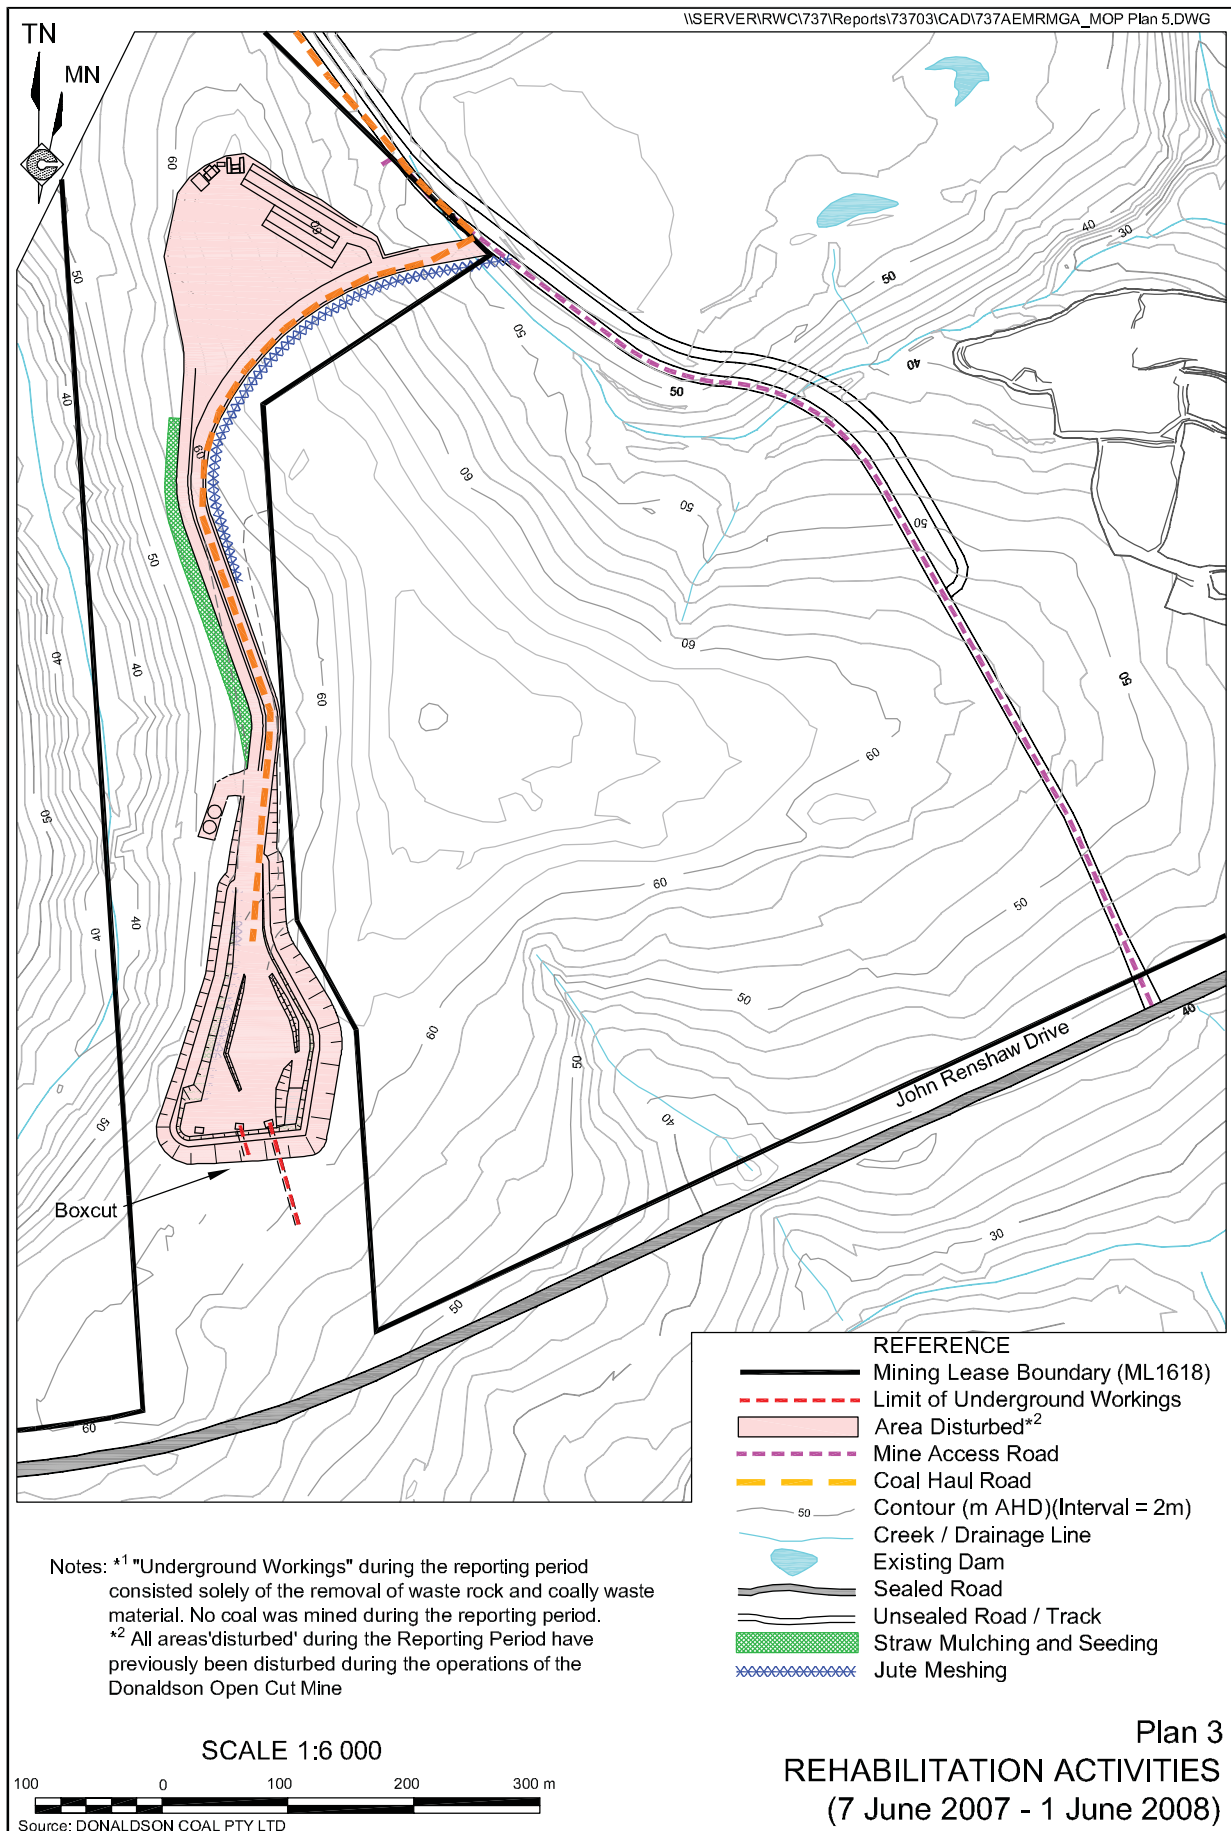 \\SERVER\RWC\737\Reports\73703\CAD\737AEMRMGA_MOP Plan 5.DWG
TN
MN
60
60
50
40
30
50
50
40
50
40
60
60
50
50
50
60
40
40
60
50
60
50
40
40
60
50
50
60
50
40
50
40
30
50
60
John Renshaw Drive
Boxcut
REFERENCE
Mining Lease Boundary (ML1618)
Limit of Underground Workings
Area Disturbed*2
Mine Access Road
Coal Haul Road
50
Contour (m AHD)(Interval = 2m)
Creek / Drainage Line
Existing Dam
Sealed Road
Unsealed Road / Track
Straw Mulching and Seeding
Jute Meshing
Notes: *1 "Underground Workings" during the reporting period
consisted solely of the removal of waste rock and coally waste
material. No coal was mined during the reporting period.
*2 All areas'disturbed' during the Reporting Period have
previously been disturbed during the operations of the
Donaldson Open Cut Mine
SCALE 1:6 000
100 0 100 200 300 m
Source: DONALDSON COAL PTY LTD
Plan 3
REHABILITATION ACTIVITIES
(7 June 2007 - 1 June 2008)